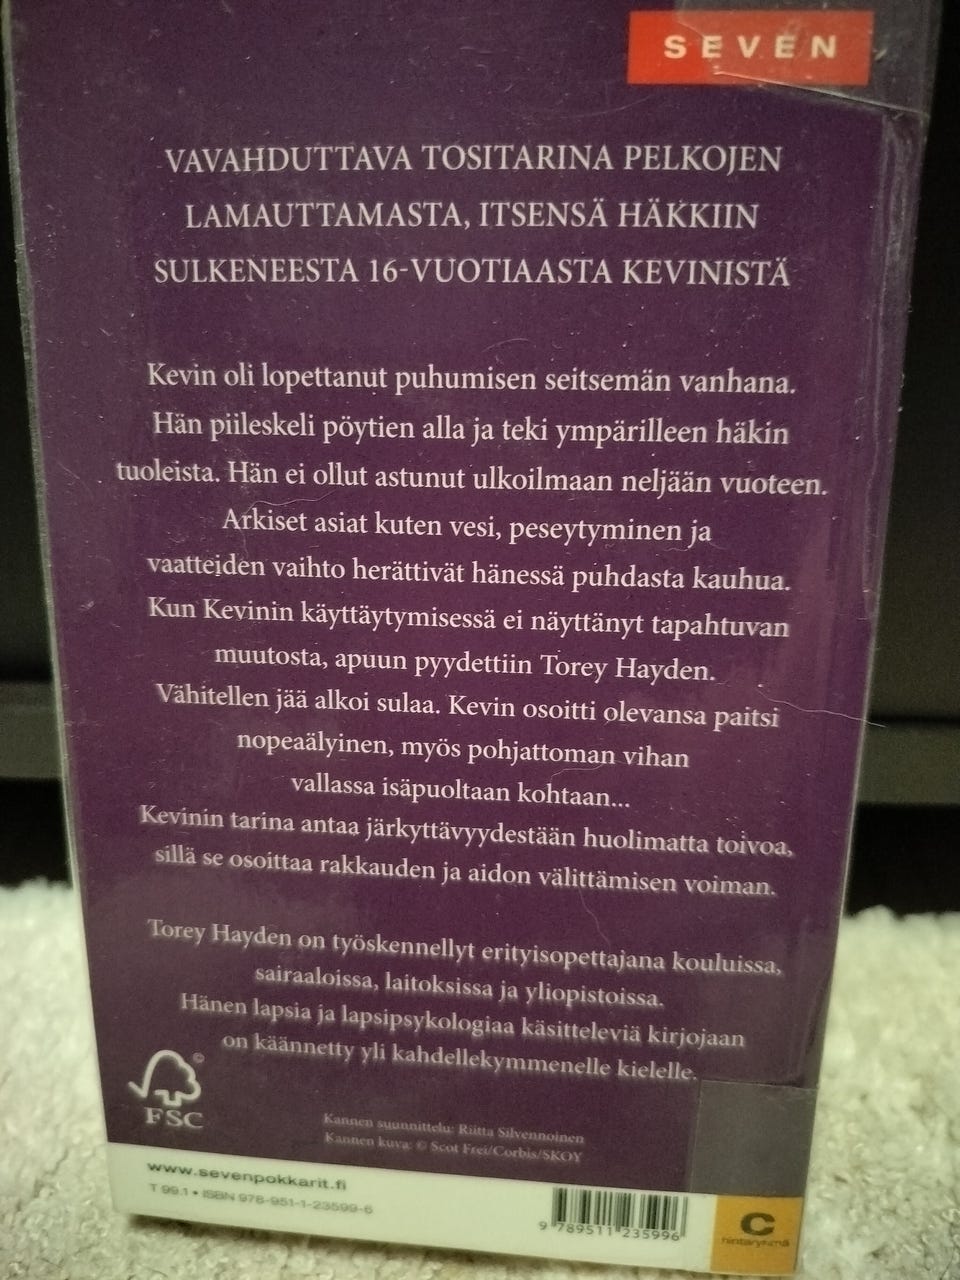 SEVEN
VAVAHDUTTAVA TOSITARINA PELKOJEN
LAMAUTTAMASTA, ITSENSÄ HÄKKIIN
SULKENEESTA 16-VUOTIAASTA KEVINISTÄ
Kevin oli lopettanut puhumisen seitsemän vanhana.
Hän piileskeli pöytien alla ja teki ympärilleen häkin
tuoleista. Hän ei ollut astunut ulkoilmaan neljään vuoteen.
Arkiset asiat kuten vesi, peseytyminen ja
vaatteiden vaihto herättivät hänessä puhdasta kauhua.
Kun Kevinin käyttäytymisessä ei näyttänyt tapahtuvan
muutosta, apuun pyydettiin Torey Hayden.
Vähitellen jää alkoi sulaa. Kevin osoitti olevansa paitsi
nopeaälyinen, myös pohjattoman vihan
vallassa isäpuoltaan kohtaan...
Kevinin tarina antaa järkyttävyydestään huolimatta toivoa,
sillä se osoittaa rakkauden ja aidon välittämisen voiman.
Torey Hayden on työskennellyt erityisopettajana kouluissa,
sairaaloissa, laitoksissa ja yliopistoissa.
Hänen lapsia ja lapsipsykologiaa käsitteleviä kirjojaan
on käännetty yli kahdellekymmenelle kielelle.
©
FSC
Kannen suunnittelu: Riitta Silvennoinen
Kannen kuva: © Scot Frei/Corbis/SKOY
www.sevenpokkarit.fi
T 99.1 • ISBN 978-951-1-23599-6
9 789511 235996
C
hintaryhmä